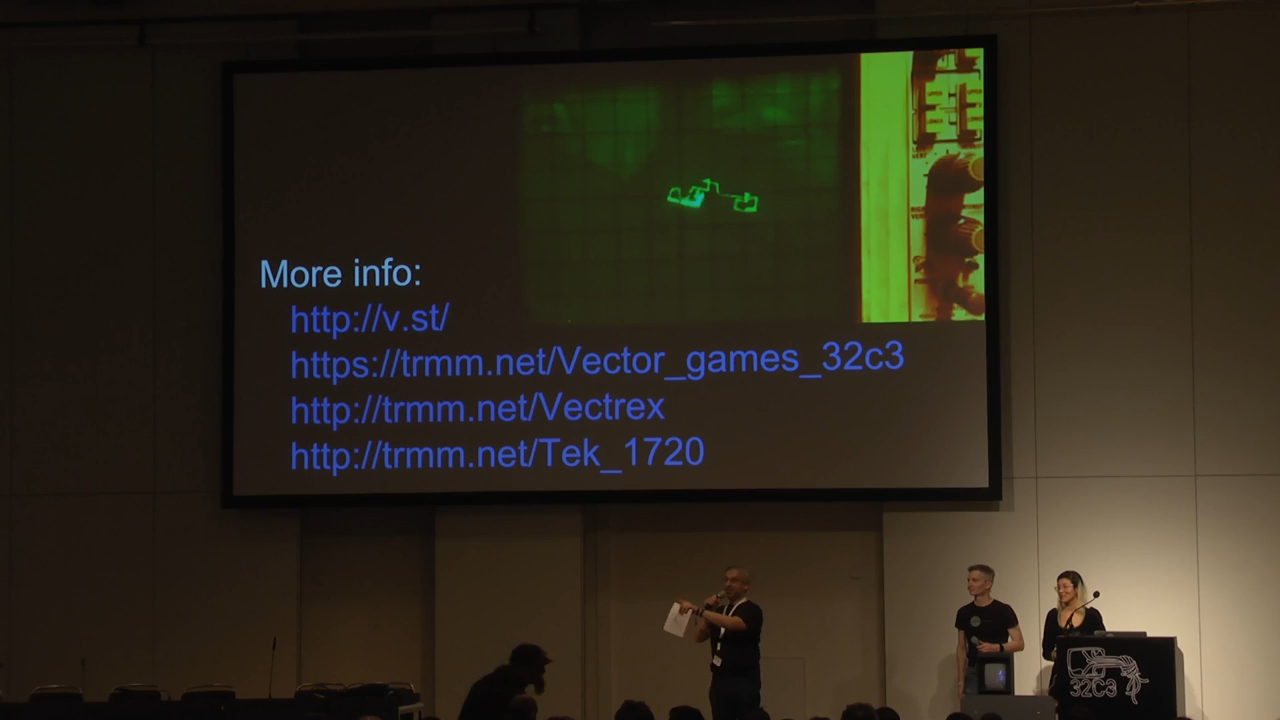 More info:
http://v.st/
https://trmm.net/Vector_games_32c3
http://trmm.net/Vectrex
http://trmm.net/Tek_1720
32C3